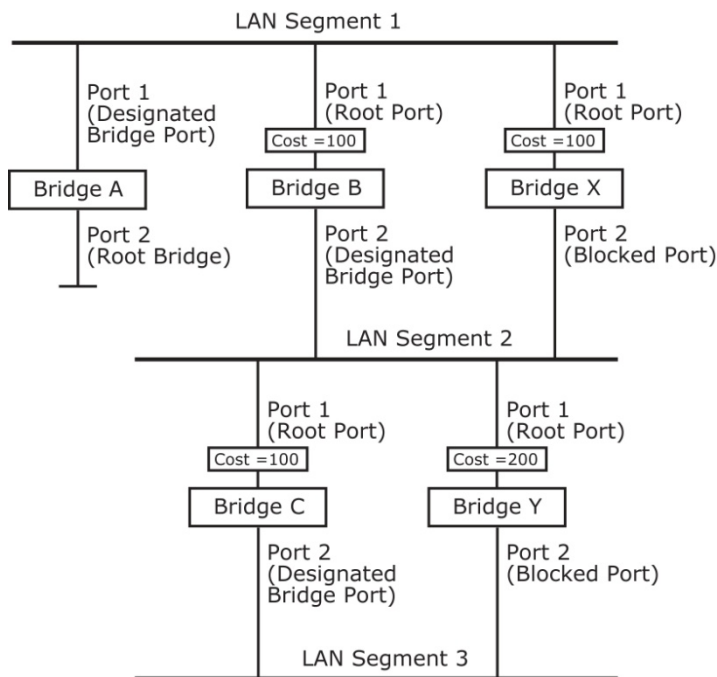 LAN Segment 1
Port 1
(Designated
Bridge Port)
Port 1
(Root Port)
Port 1
(Root Port)
Cost =100
Cost =100
Bridge A
Bridge B
Bridge X
Port 2
(Root Bridge)
Port 2
(Designated
Bridge Port)
Port 2
(Blocked Port)
LAN Segment 2
Port 1
(Root Port)
Port 1
(Root Port)
Cost =100
Cost =200
Bridge C
Bridge Y
Port 2
(Designated
Bridge Port)
Port 2
(Blocked Port)
LAN Segment 3